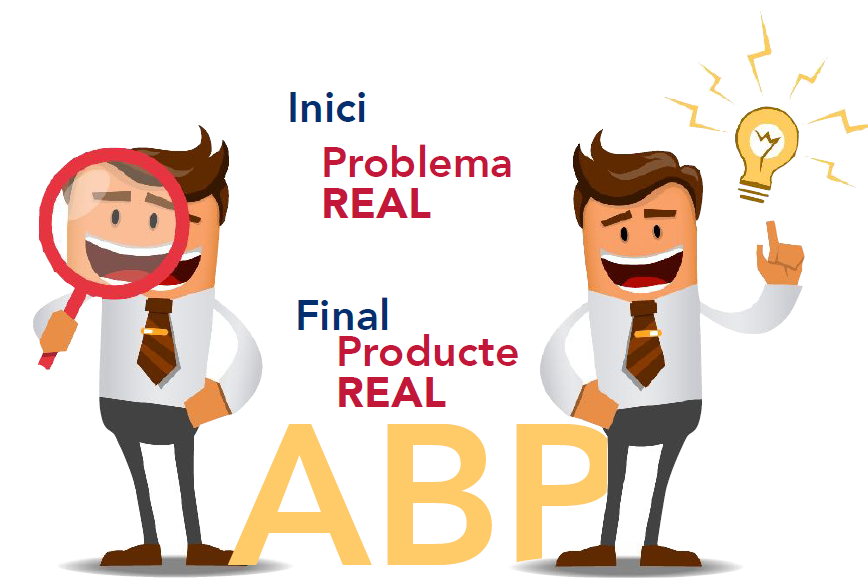 Inici
Problema
REAL
Final
Producte
REAL
ABP